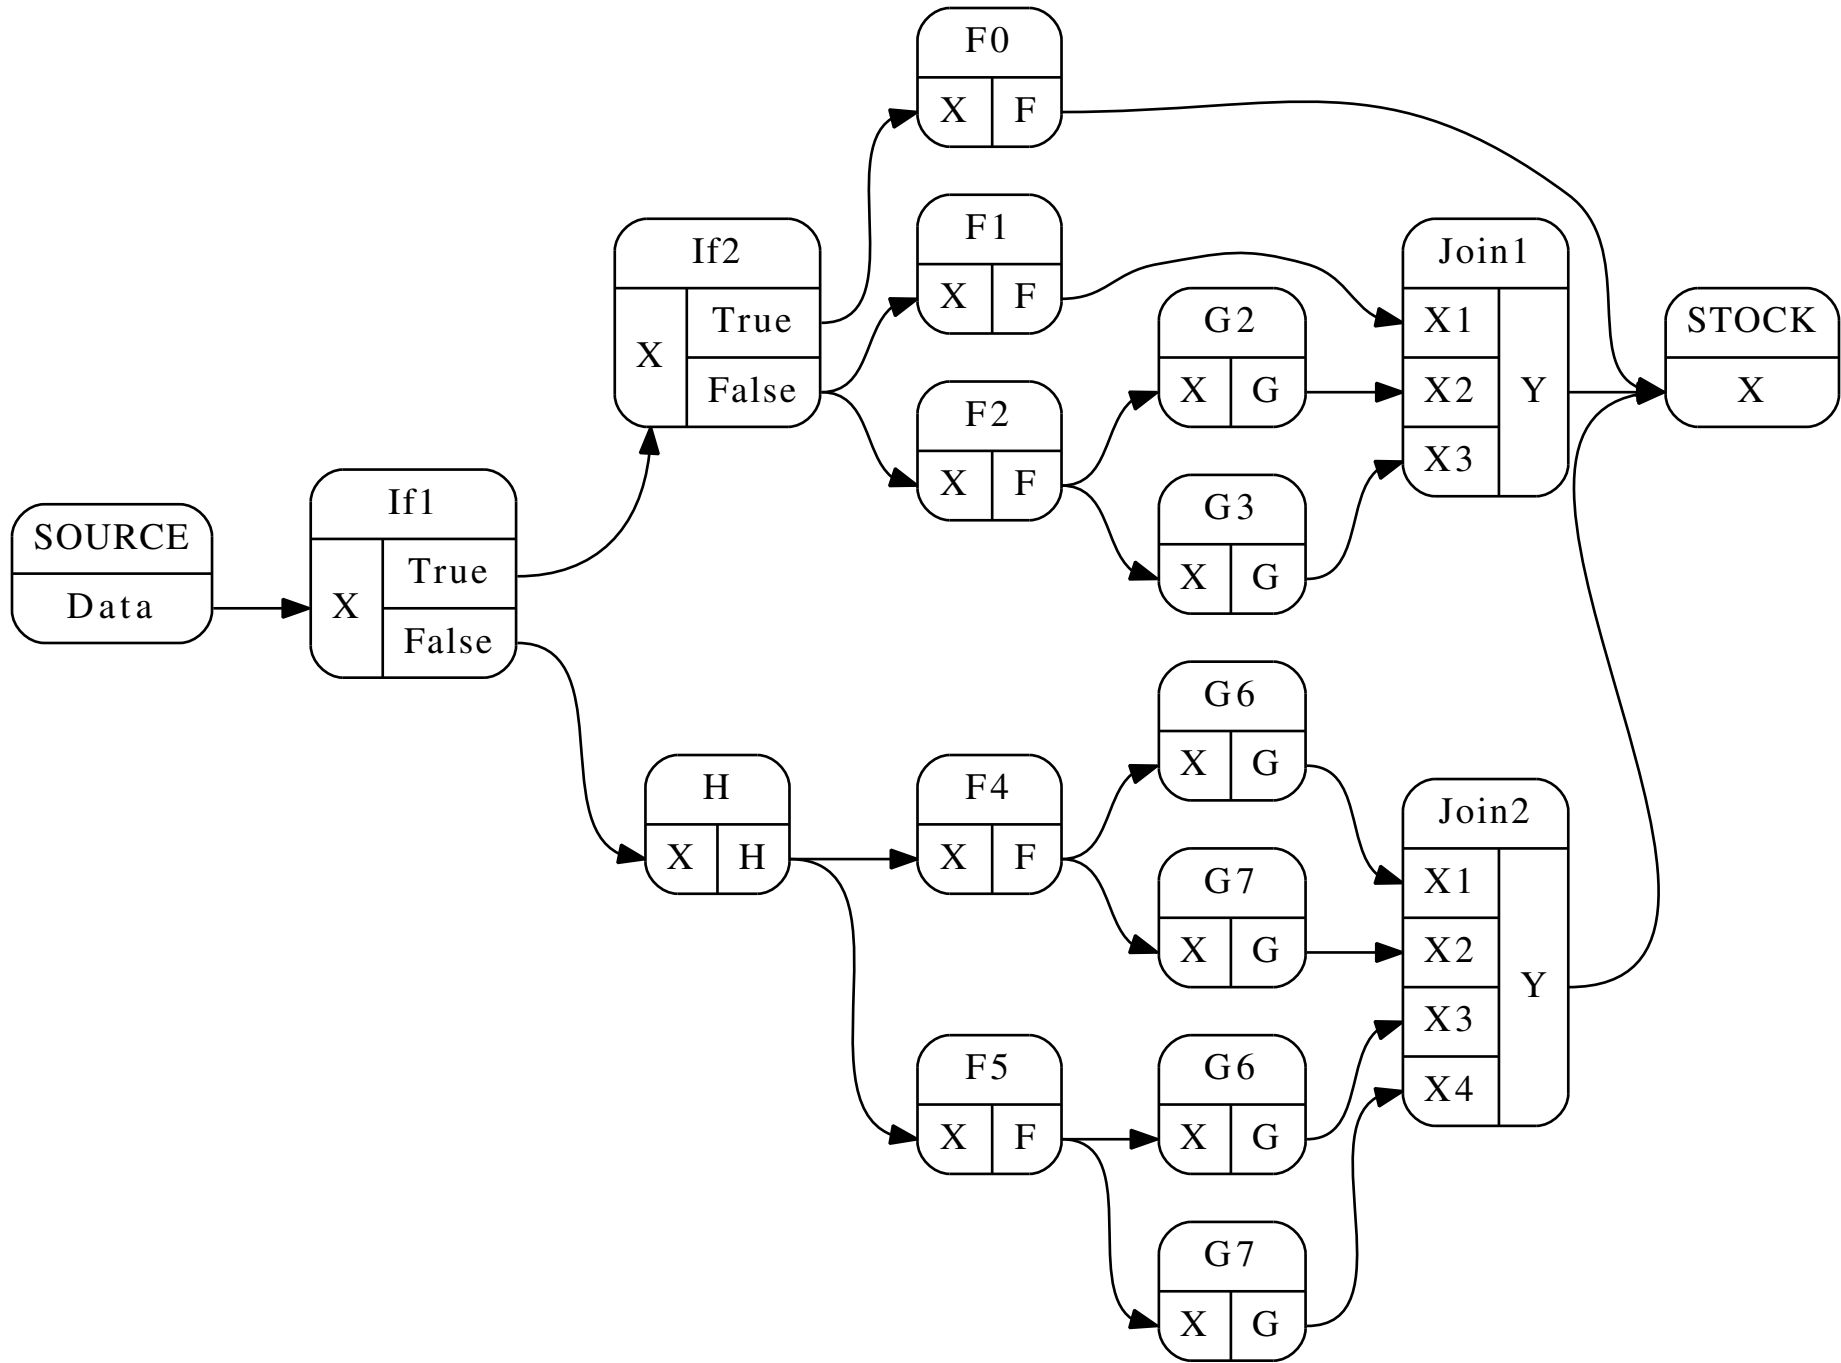 F0
X F
If2
X True
False
F1
X F
Join1
X1
X2 Y
X3
G2
X G
STOCK
X
F2
X F
G3
X G
If1
True
X
False
SOURCE
Data
G6
X G
H
X H
F4
X F
G7
X G
Join2
X1
X2
Y
X3
X4
F5
X F
G6
X G
G7
X G